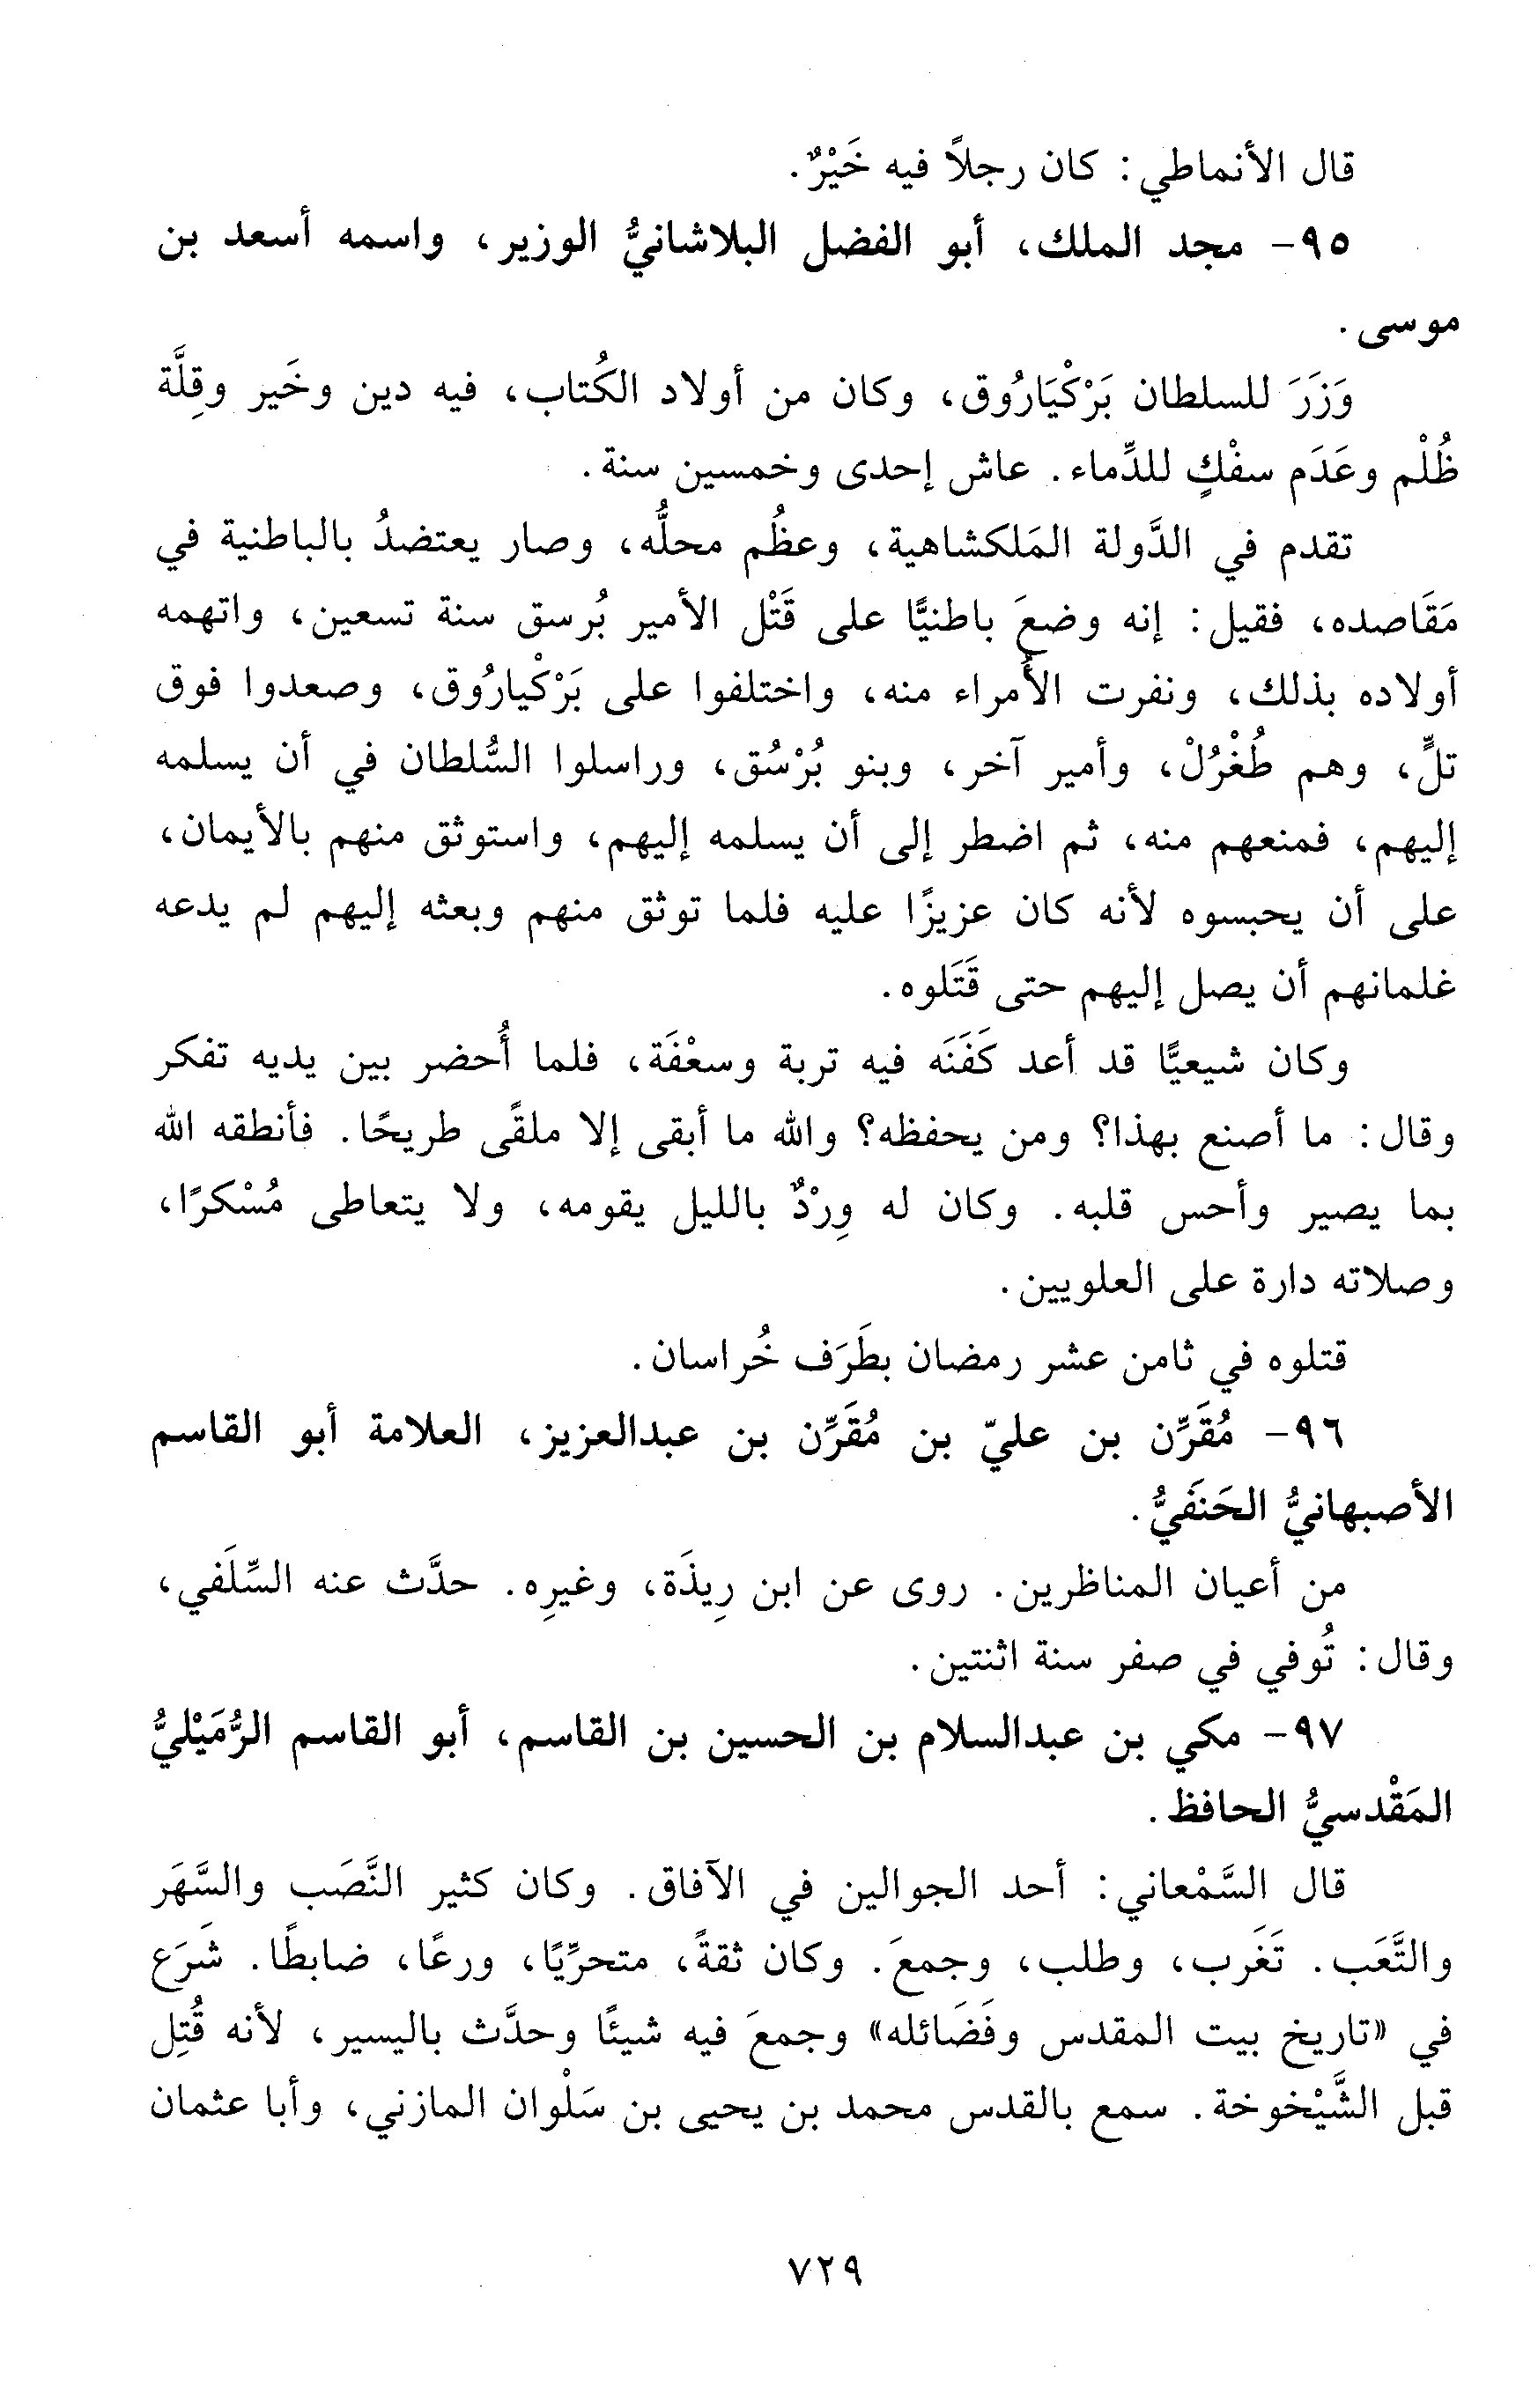 قال الأنماطي: كان رجلاً فيه خَيْرٌ.
٩٥- مجد الملك، أبو الفضل البلاشانيُّ الوزير، واسمه أسعد بن
موسى.
وَزَرَ للسلطان بَرْكْيَارُوق، وكان من أولاد الكُتاب، فيه دين وخَير وقِلَّة
ظُلْم وعَدَم سفْكٍ للدِّماء. عاش إحدى وخمسين سنة.
تقدم في الدَّولة المَلكشاهية، وعظُم محلُّه، وصار يعتضدُ بالباطنية في
مَقَاصده، فقيل: إنه وضعَ باطنيًّا على قَتْل الأمير بُرسق سنة تسعين، واتهمه
أولاده بذلك، ونفرت الأُمراء منه، واختلفوا على بَرْكْيارُوق، وصعدوا فوق
تلٍّ، وهم طُغْرُلْ، وأمير آخر، وبنو بُرْسُق، وراسلوا السُّلطان في أن يسلمه
إليهم، فمنعهم منه، ثم اضطر إلى أن يسلمه إليهم، واستوثق منهم بالأيمان،
على أن يحبسوه لأنه كان عزيزًا عليه فلما توثق منهم وبعثه إليهم لم يدعه
غلمانهم أن يصل إليهم حتى قَتَلوه.
وكان شيعيًّا قد أعد كَفَنَه فيه تربة وسعْفَة، فلما أُحضر بين يديه تفكر
وقال: ما أصنع بهذا؟ ومن يحفظه؟ والله ما أبقى إلا ملقًى طريحًا. فأنطقه الله
بما يصير وأحس قلبه. وكان له وِرْدٌ بالليل يقومه، ولا يتعاطى مُسْكرًا،
وصلاته دارة على العلويين.
قتلوه في ثامن عشر رمضان بطَرَف خُراسان.
٩٦- مُقَرِّن بن عليّ بن مُقَرِّن بن عبدالعزيز، العلامة أبو القاسم
الأصبهانيُّ الحَنفَيُّ.
من أعيان المناظرين. روى عن ابن رِيذَة، وغيرِه. حدَّث عنه السِّلَفي،
وقال: تُوفي في صفر سنة اثنتين.
٩٧- مكي بن عبدالسلام بن الحسين بن القاسم، أبو القاسم الرُّمَيْليُّ
المَقْدسيُّ الحافظ.
قال السَّمْعاني: أحد الجوالين في الآفاق. وكان كثير النَّصَب والسَّهَر
والتَّعَب. تَغَرب، وطلب، وجمعَ. وكان ثقةً، متحرِّيًا، ورعًا، ضابطًا. شَرَع
في «تاريخ بيت المقدس وفَضَائله» وجمعَ فيه شيئًا وحدَّث باليسير، لأنه قُتِل
قبل الشَّيْخوخة. سمع بالقدس محمد بن يحيى بن سَلْوان المازني، وأبا عثمان
٧٢٩